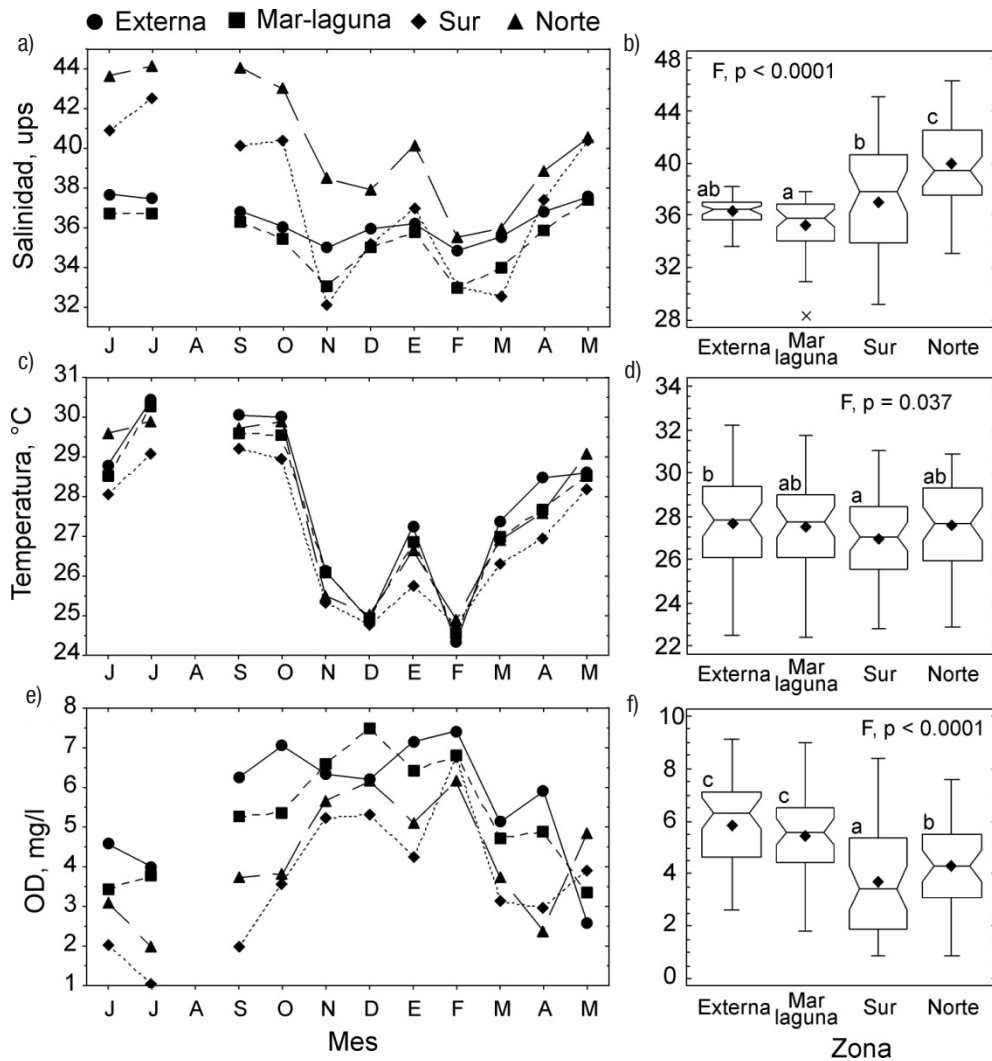 Externa Mar-laguna Sur Norte
a)
44
42
40
38
36
34
32
Salinidad, ups
J J A S O N D E F M A M
b)
F, p < 0.0001
48
44
40
36
32
28
ab a b c
Externa Mar laguna Sur Norte
c)
31
30
29
28
27
26
25
24
Temperatura, °C
J J A S O N D E F M A M
d)
F, p = 0.037
34
32
30
28
26
24
22
b ab a ab
Externa Mar laguna Sur Norte
e)
8
7
6
5
4
3
2
1
OD, mg/l
J J A S O N D E F M A M
Mes
f)
F, p < 0.0001
10
8
6
4
2
0
c c a b
Externa Mar laguna Sur Norte
Zona